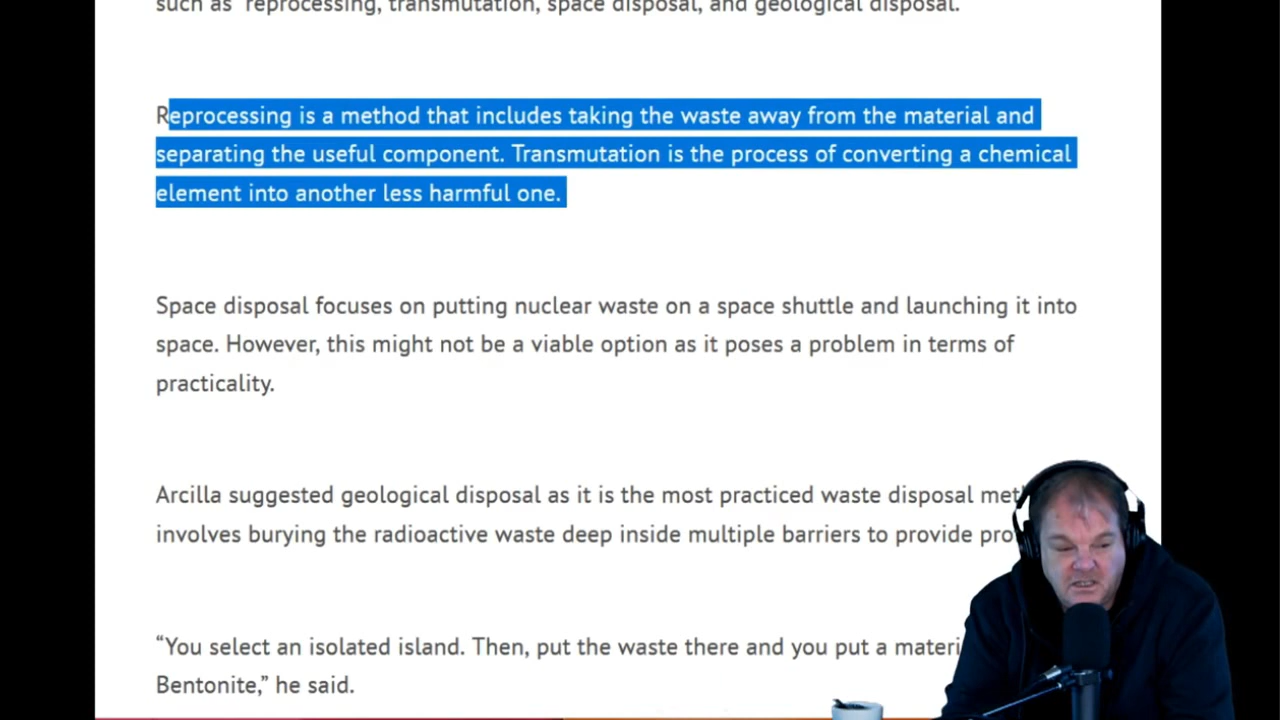 such as reprocessing, transmutation, space disposal, and geological disposal.
Reprocessing is a method that includes taking the waste away from the material and
separating the useful component. Transmutation is the process of converting a chemical
element into another less harmful one.
Space disposal focuses on putting nuclear waste on a space shuttle and launching it into
space. However, this might not be a viable option as it poses a problem in terms of
practicality.
Arcilla suggested geological disposal as it is the most practiced waste disposal
involves burying the radioactive waste deep inside multiple barriers to provide
“You select an isolated island. Then, put the waste there and you put a
Bentonite,” he said.